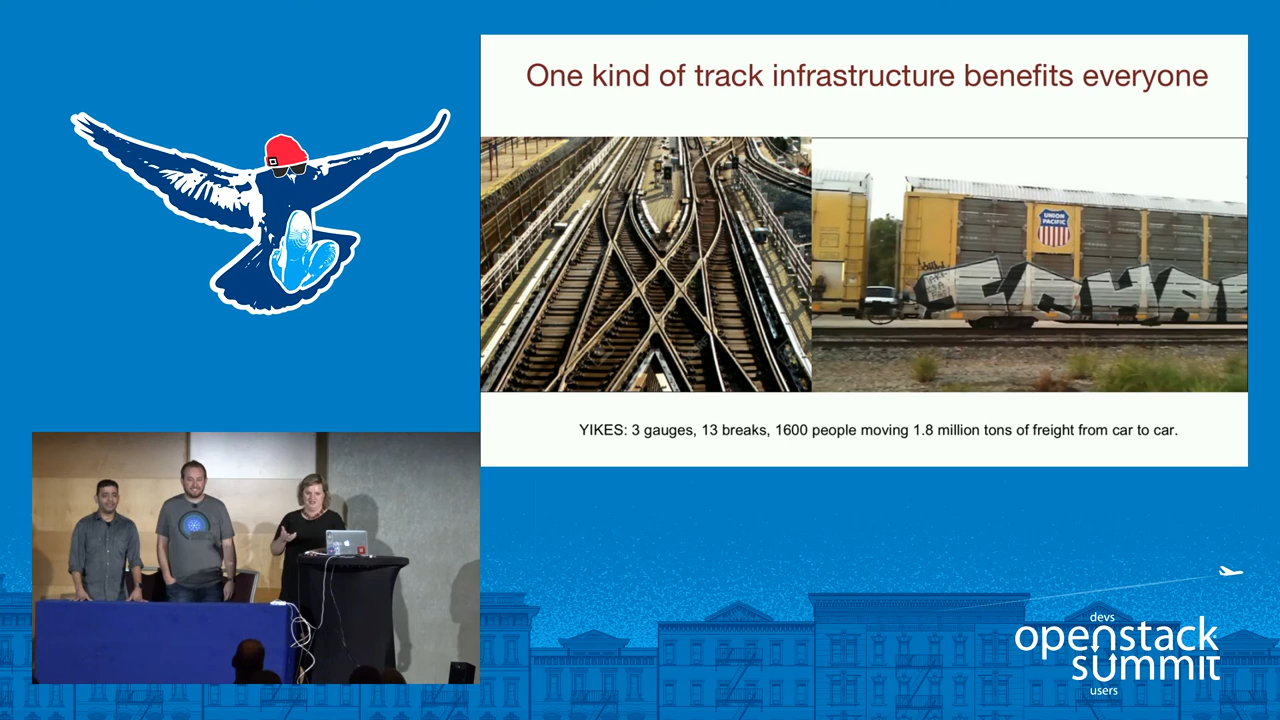 One kind of track infrastructure benefits everyone
UNION
PACIFIC
YIKES: 3 gauges, 13 breaks, 1600 people moving 1.8 million tons of freight from car to car.
devs
openstack
summit
users